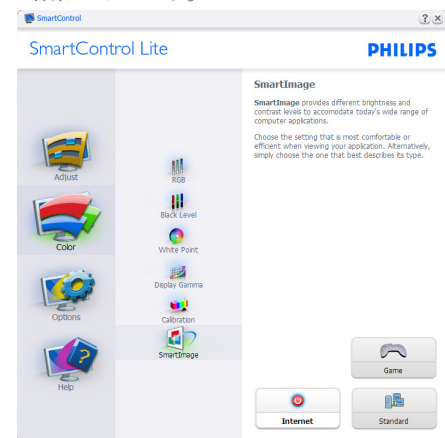 SmartControl
SmartControl Lite
PHILIPS
Adjust
Color
Options
Help
RGB
Black Level
White Point
Display Gamma
Calibration
SmartImage
SmartImage
SmartImage provides different brightness and
contrast levels to accomodate today's wide range of
computer applications.
Choose the setting that is most comfortable or
efficient when viewing your application. Alternatively,
simply choose the one that best describes its type.
Game
Internet
Standard